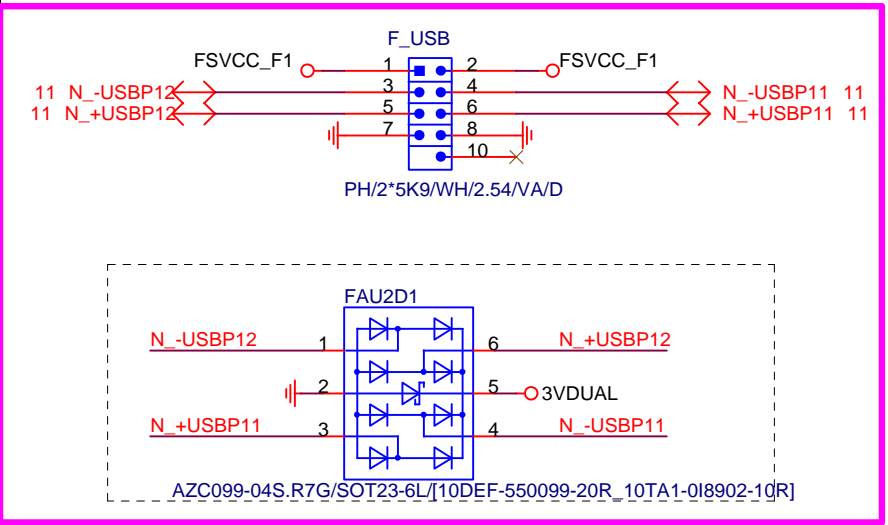 F_USB
FSVCC_F1 1 2 FSVCC_F1
11 N_-USBP12 3 4 N_-USBP11 11
11 N_+USBP12 5 6 N_+USBP11 11
7 8
10
PH/2*5K9/WH/2.54/VA/D
FAU2D1
N_-USBP12 1 6 N_+USBP12
2 5 3VDUAL
N_+USBP11 3 4 N_-USBP11
AZC099-04S.R7G/SOT23-6L/[10DEF-550099-20R_10TA1-0I8902-10R]